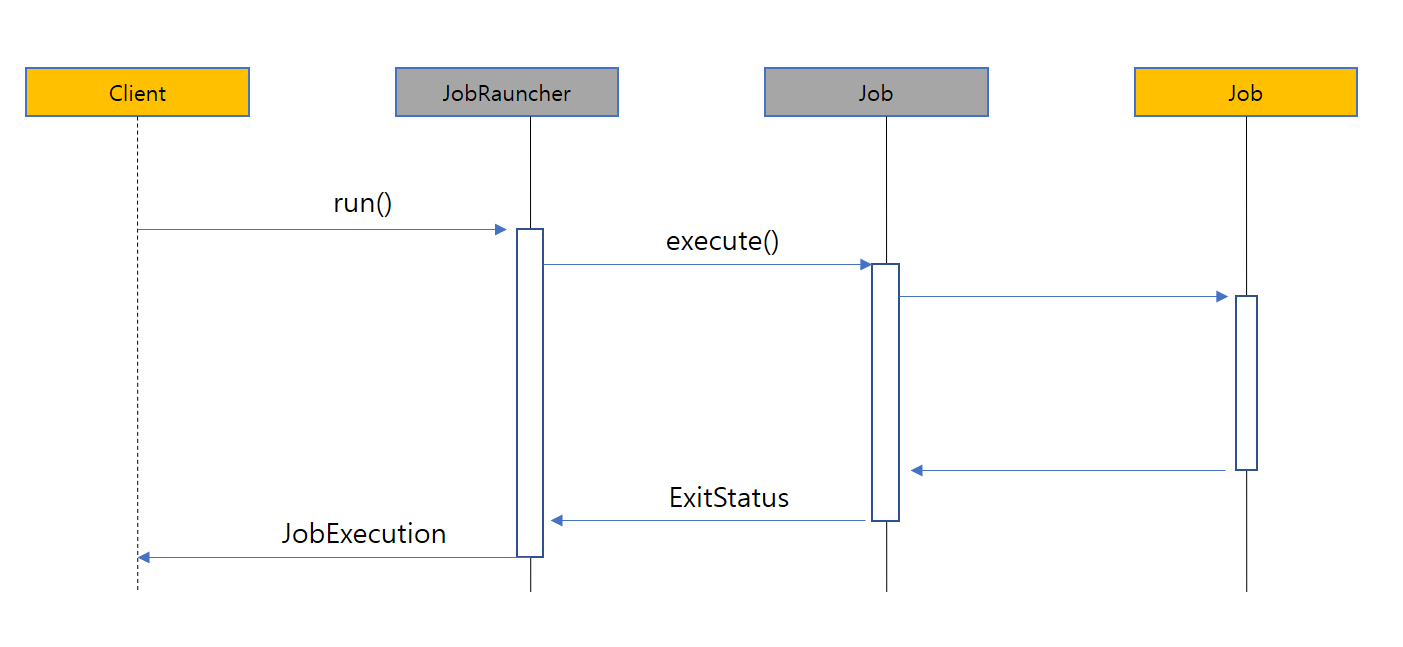 Client
JobRauncher
Job
Job
run()
execute()
ExitStatus
JobExecution